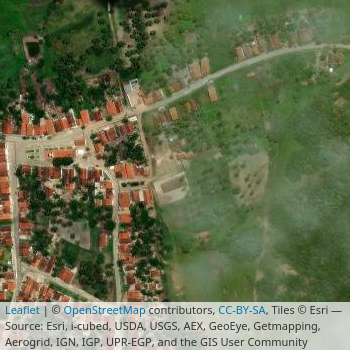 Leaflet | © OpenStreetMap contributors, CC-BY-SA, Tiles © Esri —
Source: Esri, i-cubed, USDA, USGS, AEX, GeoEye, Getmapping,
Aerogrid, IGN, IGP, UPR-EGP, and the GIS User Community